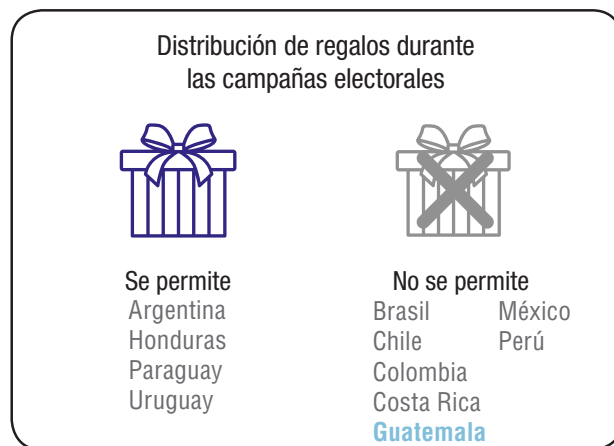 Distribución de regalos durante
las campañas electorales
Se permite
Argentina
Honduras
Paraguay
Uruguay
No se permite
Brasil
Chile
Colombia
Costa Rica
Guatemala
México
Perú